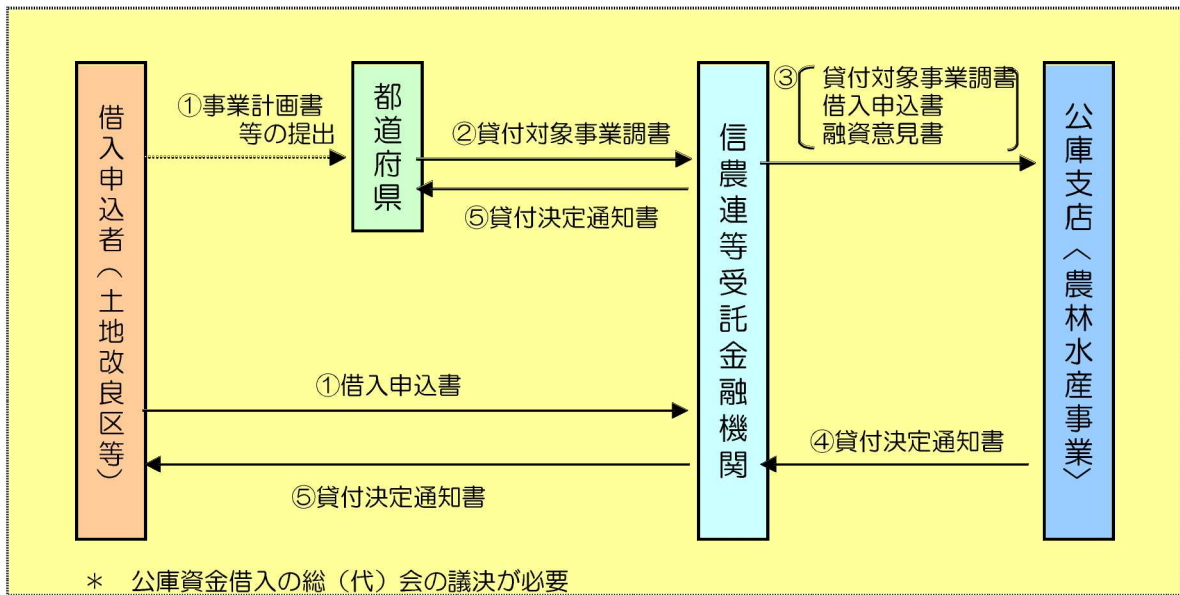 借入申込者（土地改良区等）
①事業計画書
等の提出
都道府県
②貸付対象事業調書
⑤貸付決定通知書
信農連等受託金融機関
③
貸付対象事業調書
借入申込書
融資意見書
公庫支店〈農林水産事業〉
①借入申込書
⑤貸付決定通知書
④貸付決定通知書
＊　公庫資金借入の総（代）会の議決が必要